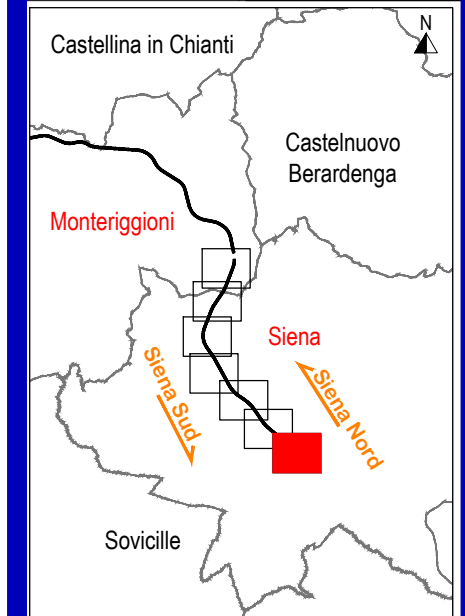 N
Castellina in Chianti
Castelnuovo
Berardenga
Monteriggioni
Siena
Siena Sud
Siena Nord
Sovicille